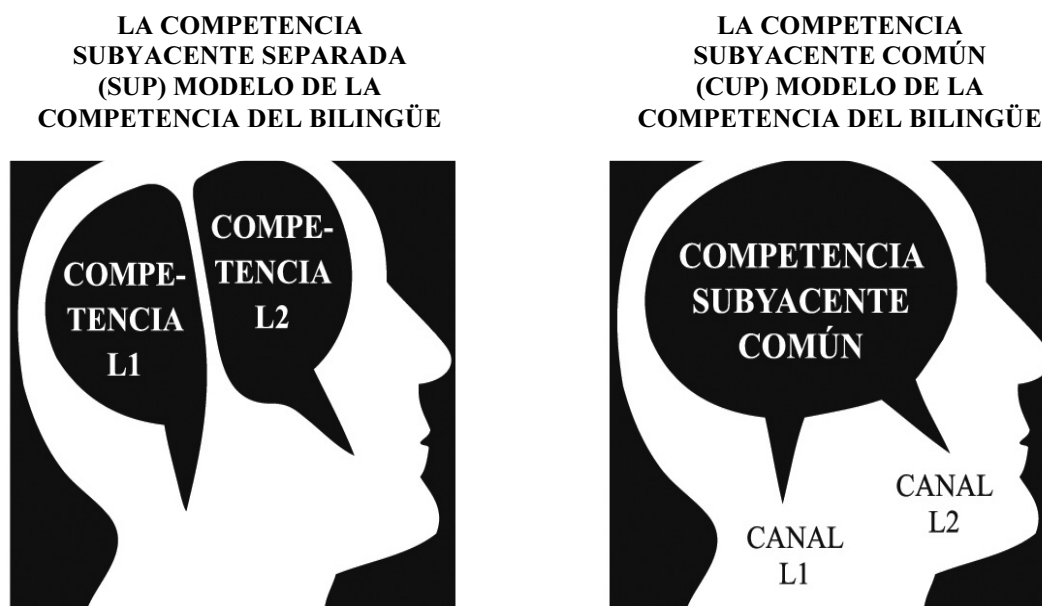 LA COMPETENCIA
SUBYACENTE SEPARADA
(SUP) MODELO DE LA
COMPETENCIA DEL BILINGÜE
COMPE-
TENCIA
L1
COMPE-
TENCIA
L2
LA COMPETENCIA
SUBYACENTE COMÚN
(CUP) MODELO DE LA
COMPETENCIA DEL BILINGÜE
COMPETENCIA
SUBYACENTE
COMÚN
CANAL
L1
CANAL
L2